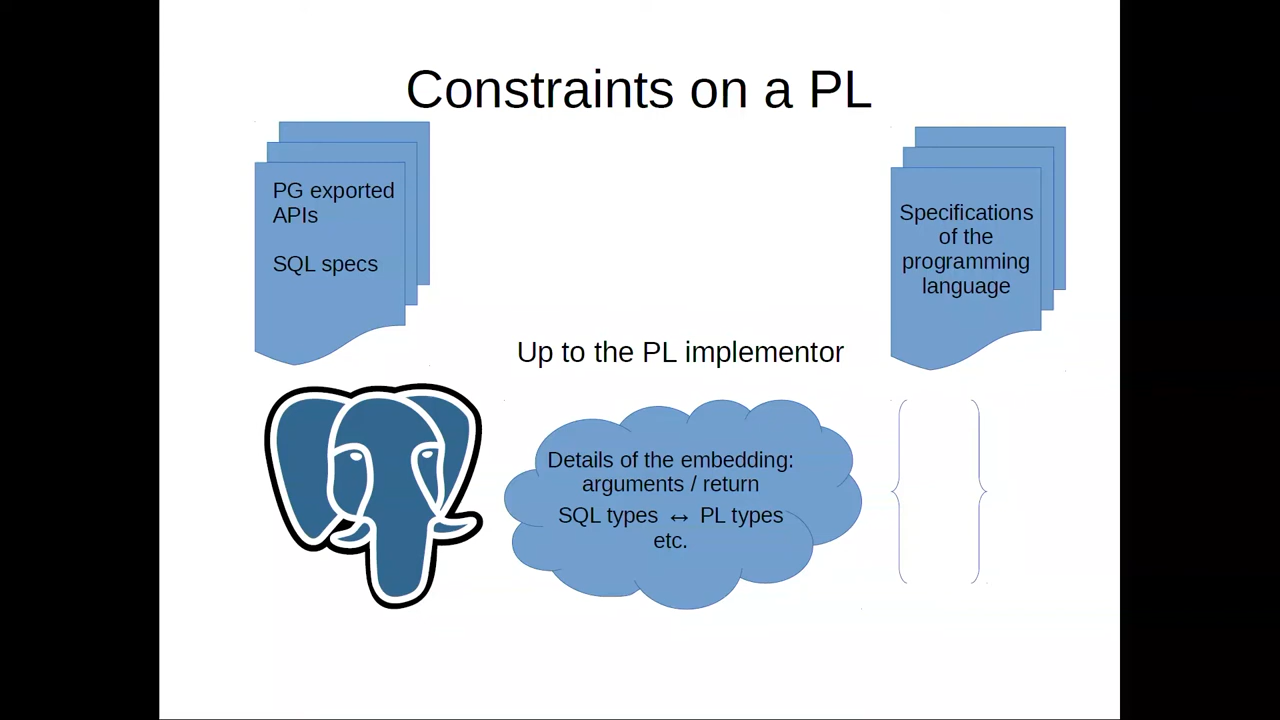 Constraints on a PL
PG exported
APIs
SQL specs
Specifications
of the
programming
language
Up to the PL implementor
Details of the embedding:
arguments / return
SQL types ↔ PL types
etc.